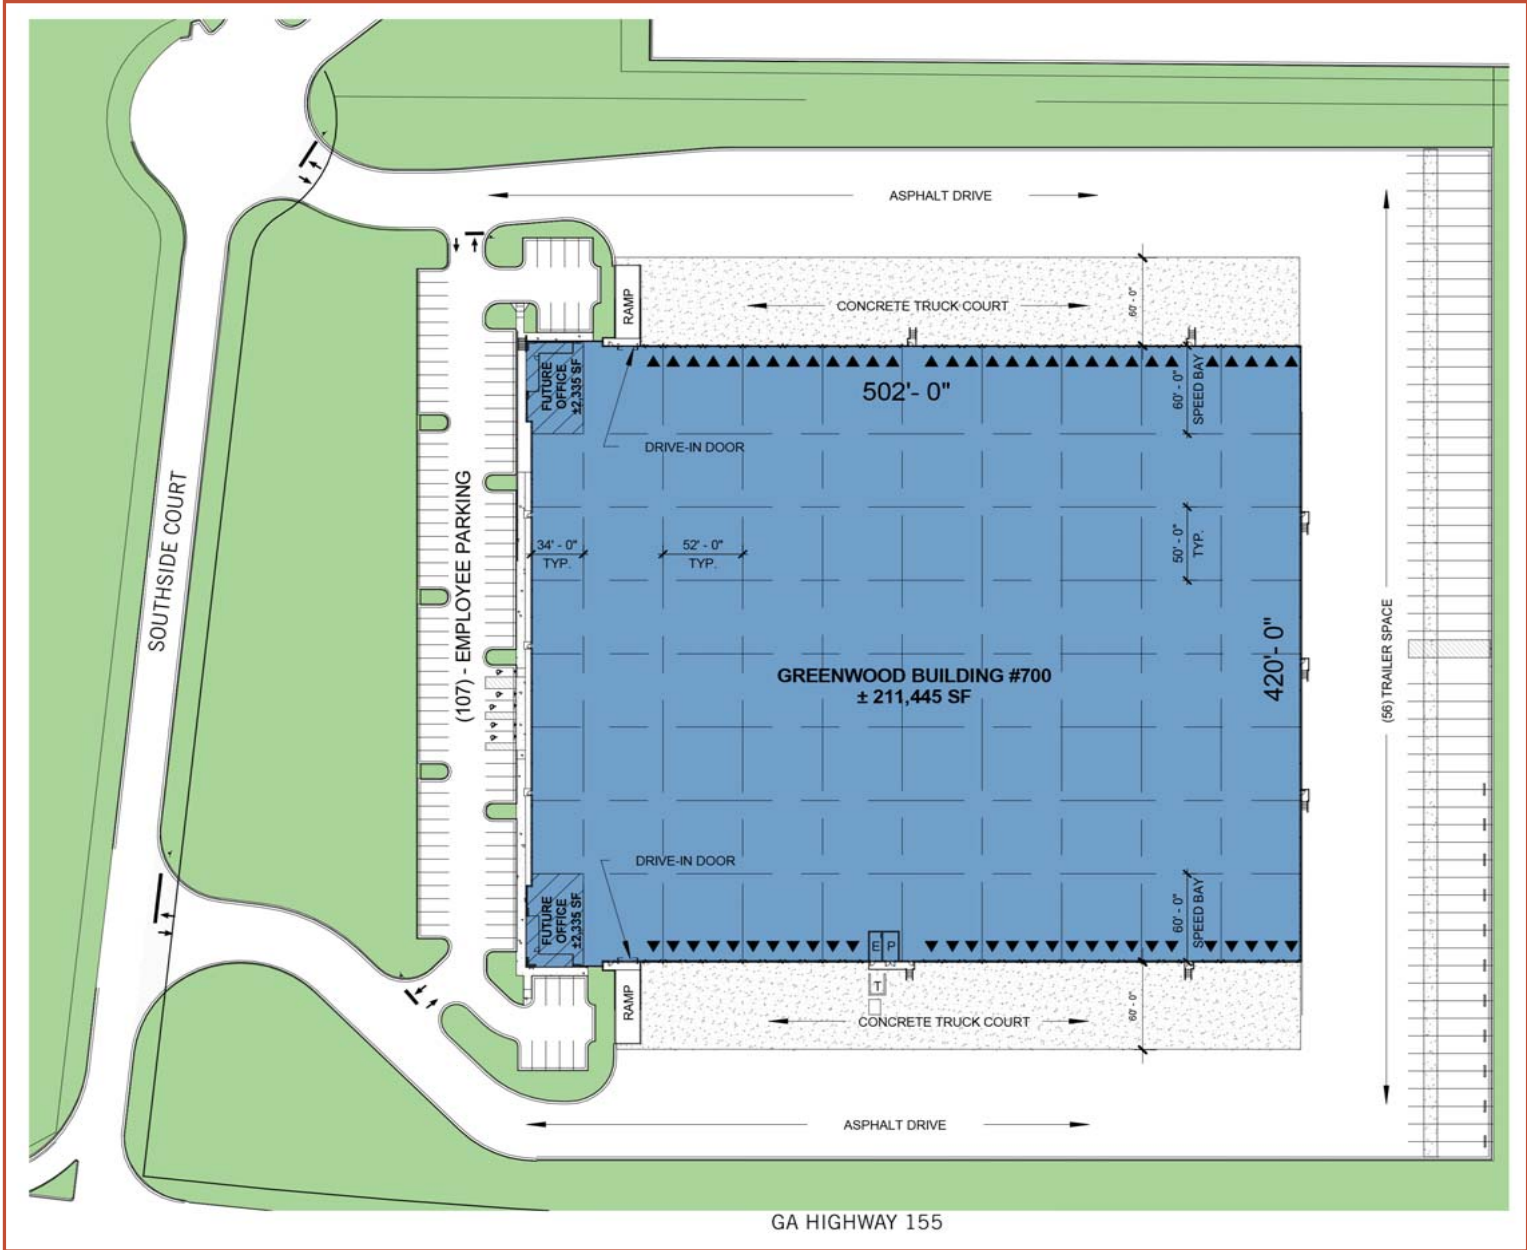 ASPHALT DRIVE
RAMP
CONCRETE TRUCK COURT
60' - 0"
FUTURE
OFFICE
±2,335 SF
502'- 0"
60' - 0"
SPEED BAY
DRIVE-IN DOOR
SOUTHSIDE COURT
(107) - EMPLOYEE PARKING
34' - 0"
TYP.
52' - 0"
TYP.
50' - 0"
TYP.
GREENWOOD BUILDING #700
± 211,445 SF
420'- 0"
(56) TRAILER SPACE
DRIVE-IN DOOR
FUTURE
OFFICE
±2,335 SF
60' - 0"
SPEED BAY
E P
T
RAMP
CONCRETE TRUCK COURT
60' - 0"
ASPHALT DRIVE
GA HIGHWAY 155